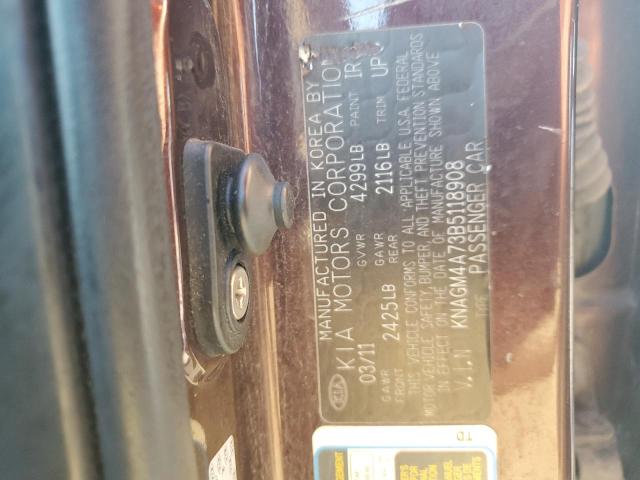 MANUFACTURED IN KOREA BY
KIA KIA MOTORS CORPORATION
03/11 GVWR 4299LB PAINT IR
GAWR FRONT 2425LB GAWR REAR 2116LB TRIM UP
THIS VEHICLE CONFORMS TO ALL APPLICABLE U.S.A. FEDERAL
MOTOR VEHICLE SAFETY, BUMPER, AND THEFT PREVENTION STANDARDS
IN EFFECT ON THE DATE OF MANUFACTURE SHOWN ABOVE
V.I.N KNAGM4A73B5118908
TYPE PASSENGER CAR
TD